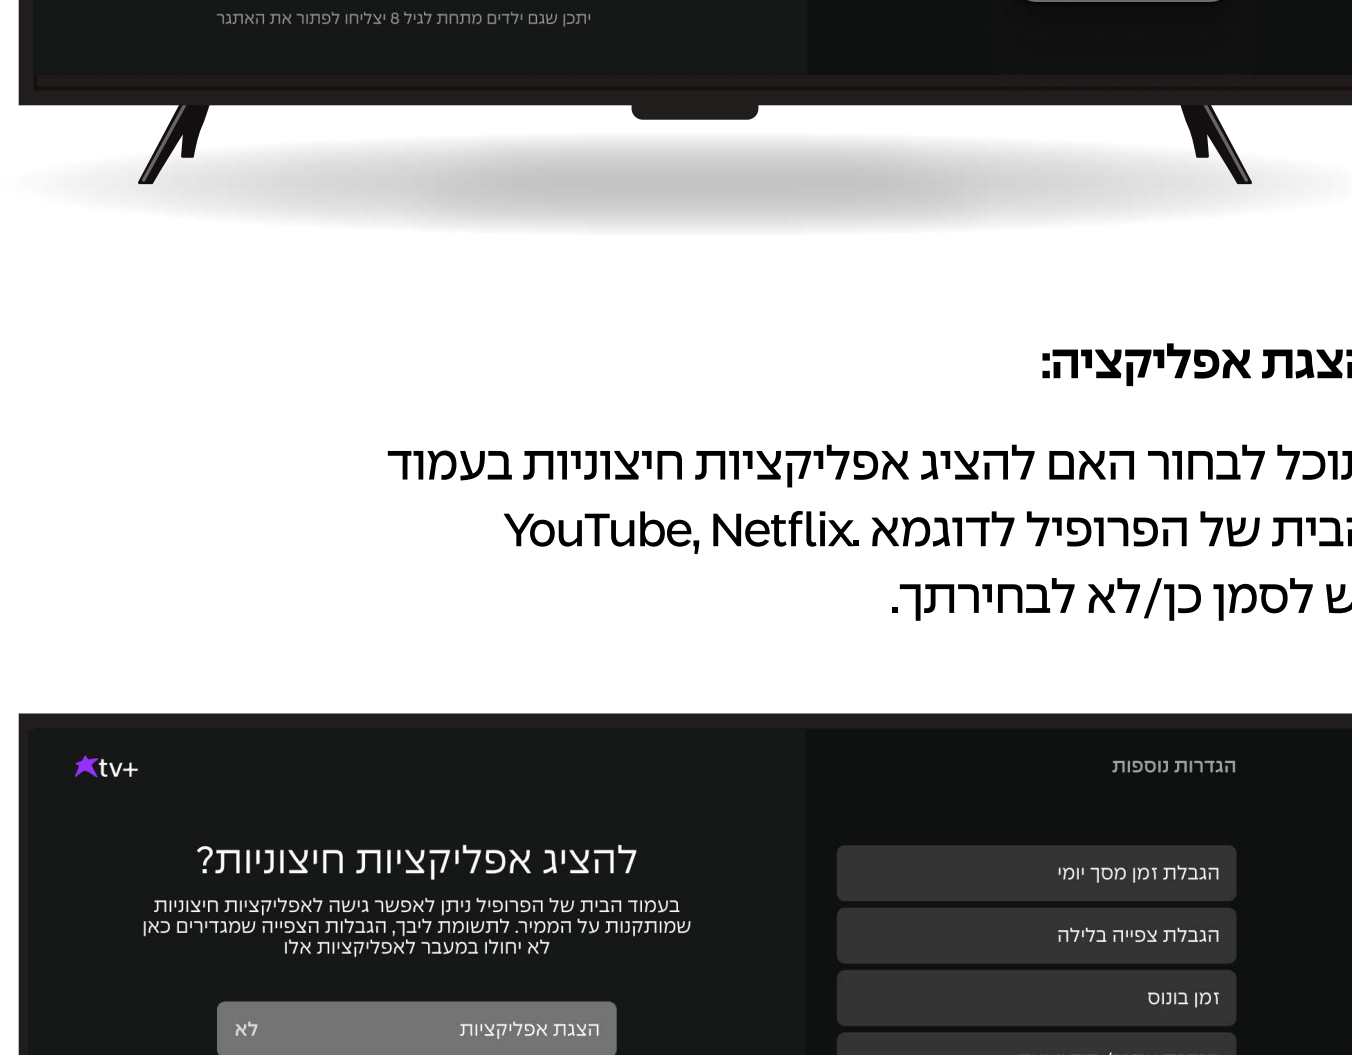 יתכן שגם ילדים מתחת לגיל 8 יצליחו לפתור את האתגר
הצגת אפליקציה:
תוכל לבחור האם להציג אפליקציות חיצוניות בעמוד
הבית של הפרופיל לדוגמא .YouTube, Netflix
ש לסמן כן/לא לבחירתך.
tv+
הגדרות נוספות
להציג אפליקציות חיצוניות?
בעמוד הבית של הפרופיל ניתן לאפשר גישה לאפליקציות חיצוניות
שמותקנות על הממיר. לתשומת ליבך, הגבלות הצפייה שמגדירים כאן
לא יחולו במעבר לאפליקציות אלו
הצגת אפליקציות לא
הגבלת זמן מסך יומי
הגבלת צפייה בלילה
זמן בונוס